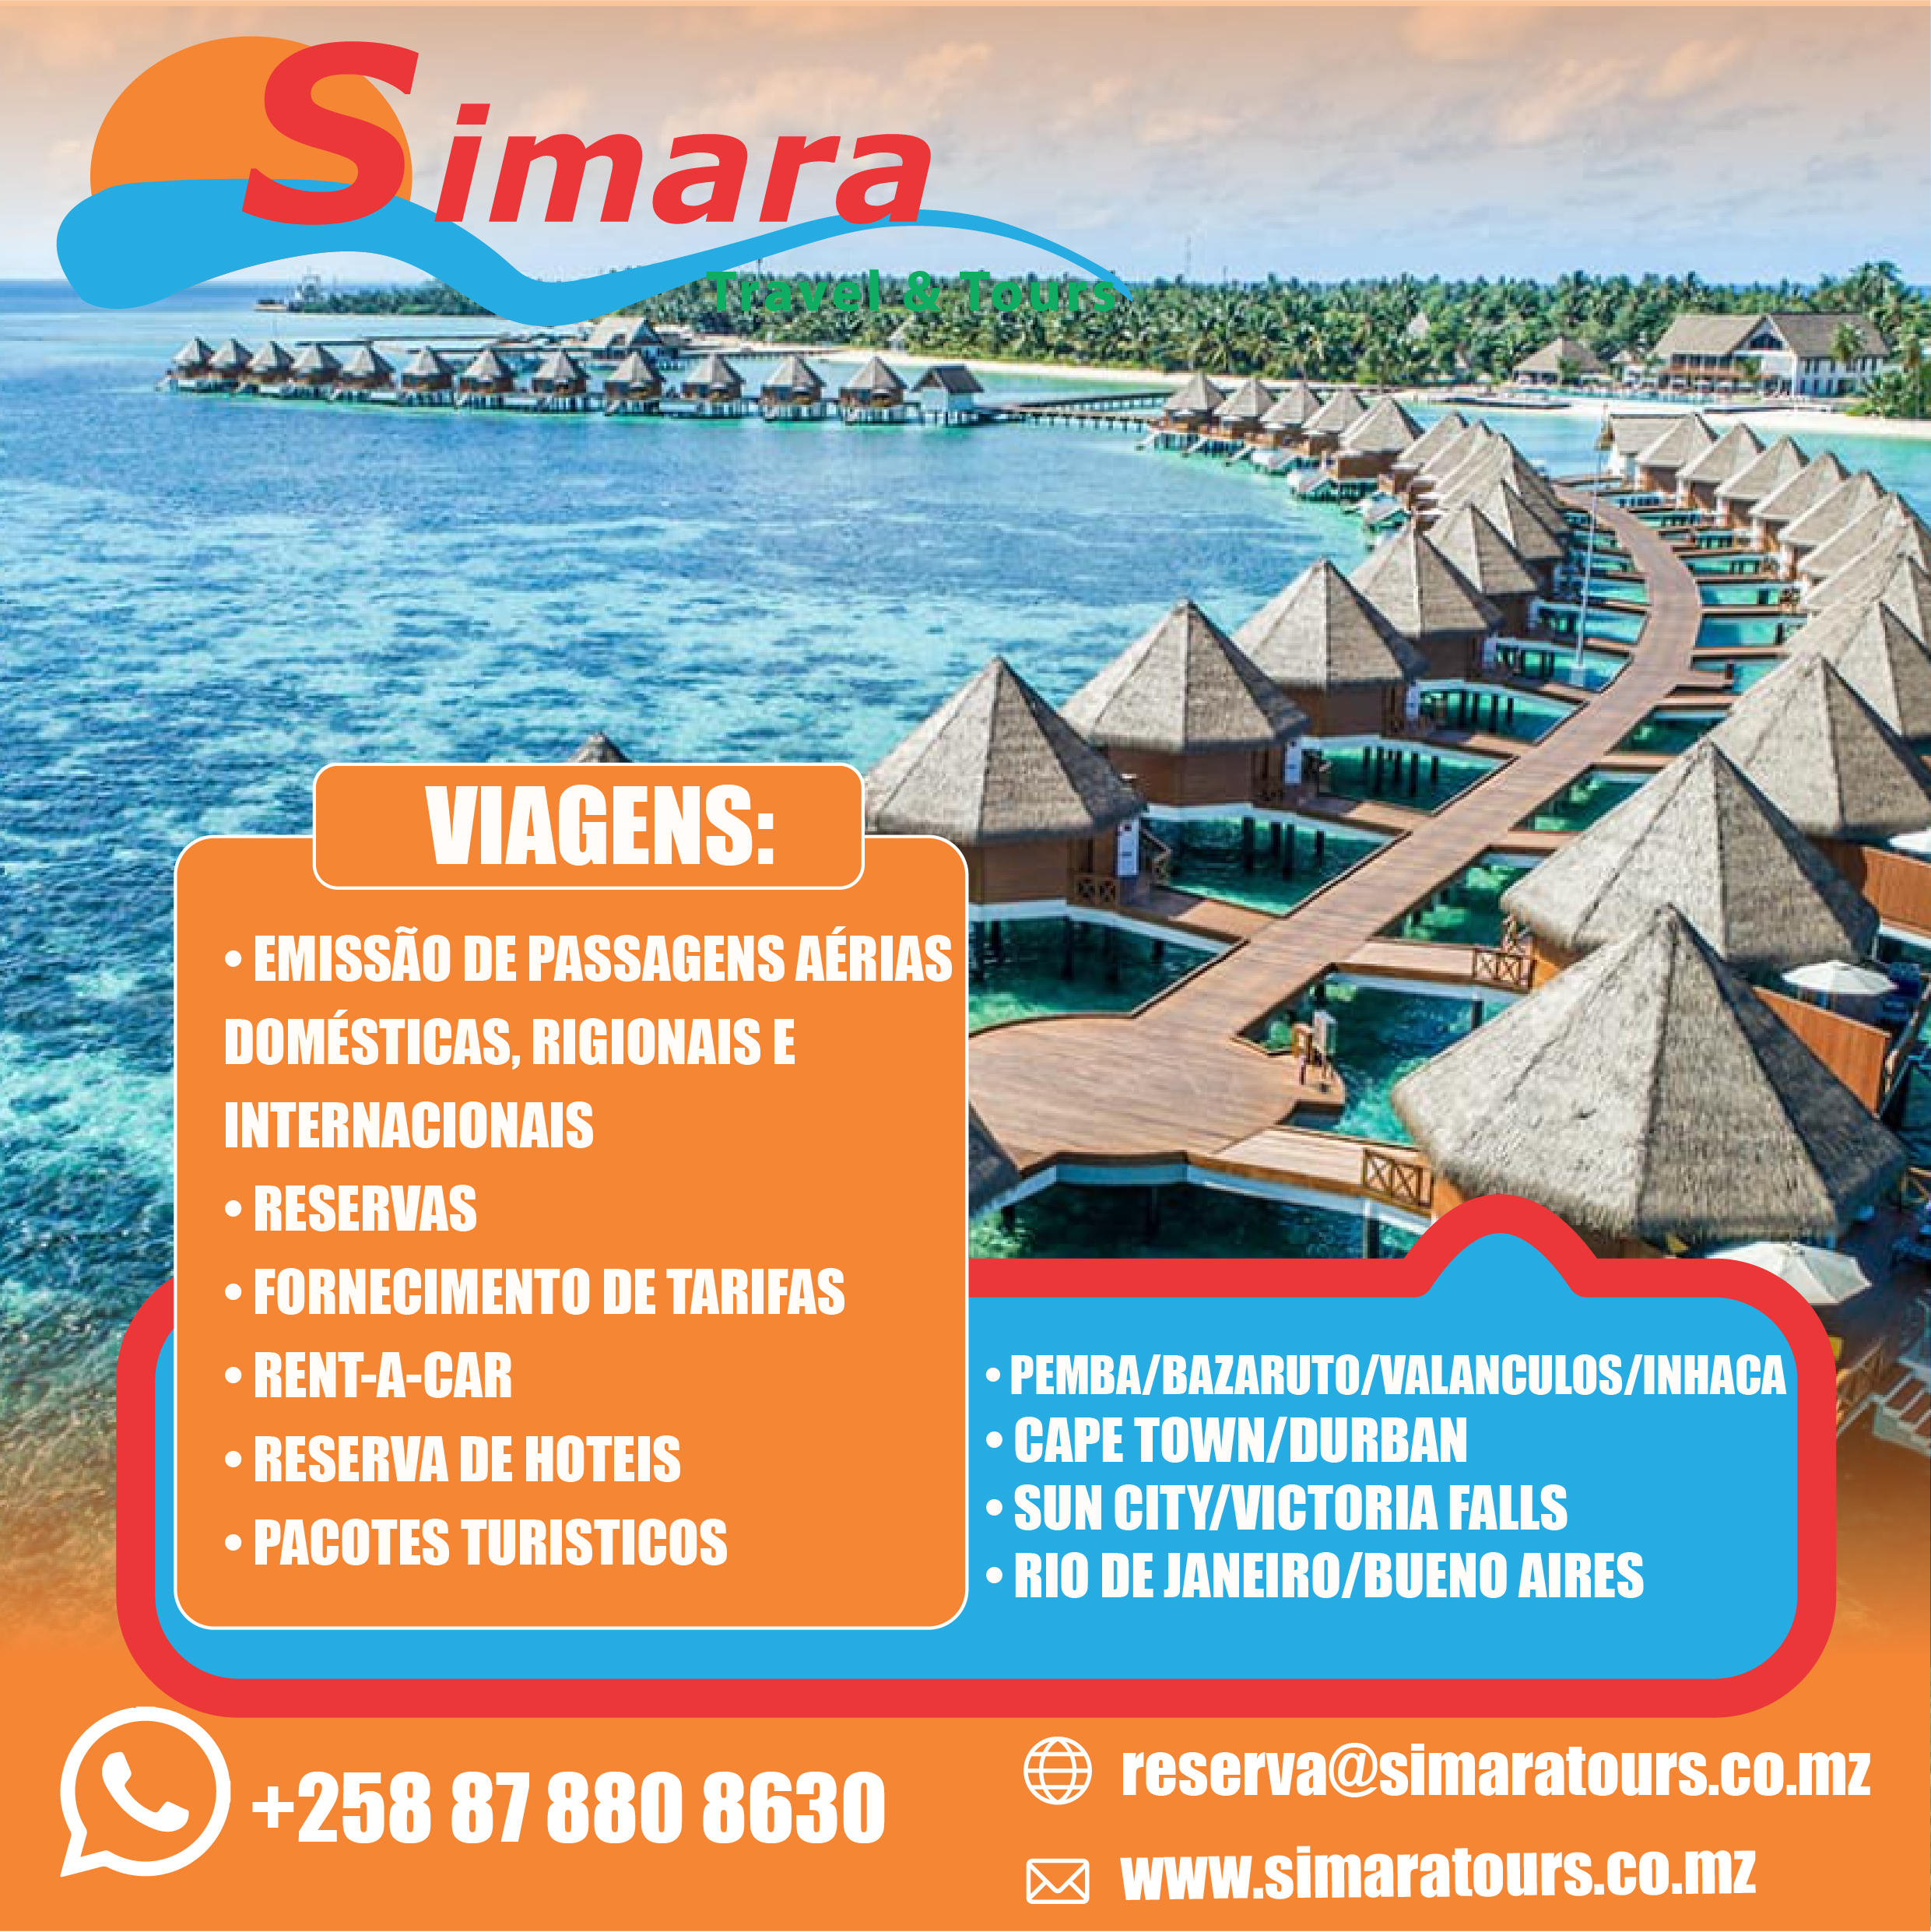 Simara
Travel & Tours
VIAGENS:
• EMISSÃO DE PASSAGENS AÉRIAS
DOMÉSTICAS, RIGIONAIS E
INTERNACIONAIS
• RESERVAS
• FORNECIMENTO DE TARIFAS
• RENT-A-CAR
• RESERVA DE HOTEIS
• PACOTES TURISTICOS
• PEMBA/BAZARUTO/VALANCULOS/INHACA
• CAPE TOWN/DURBAN
• SUN CITY/VICTORIA FALLS
• RIO DE JANEIRO/BUENO AIRES
+258 87 880 8630
reserva@simaratours.co.mz
www.simaratours.co.mz